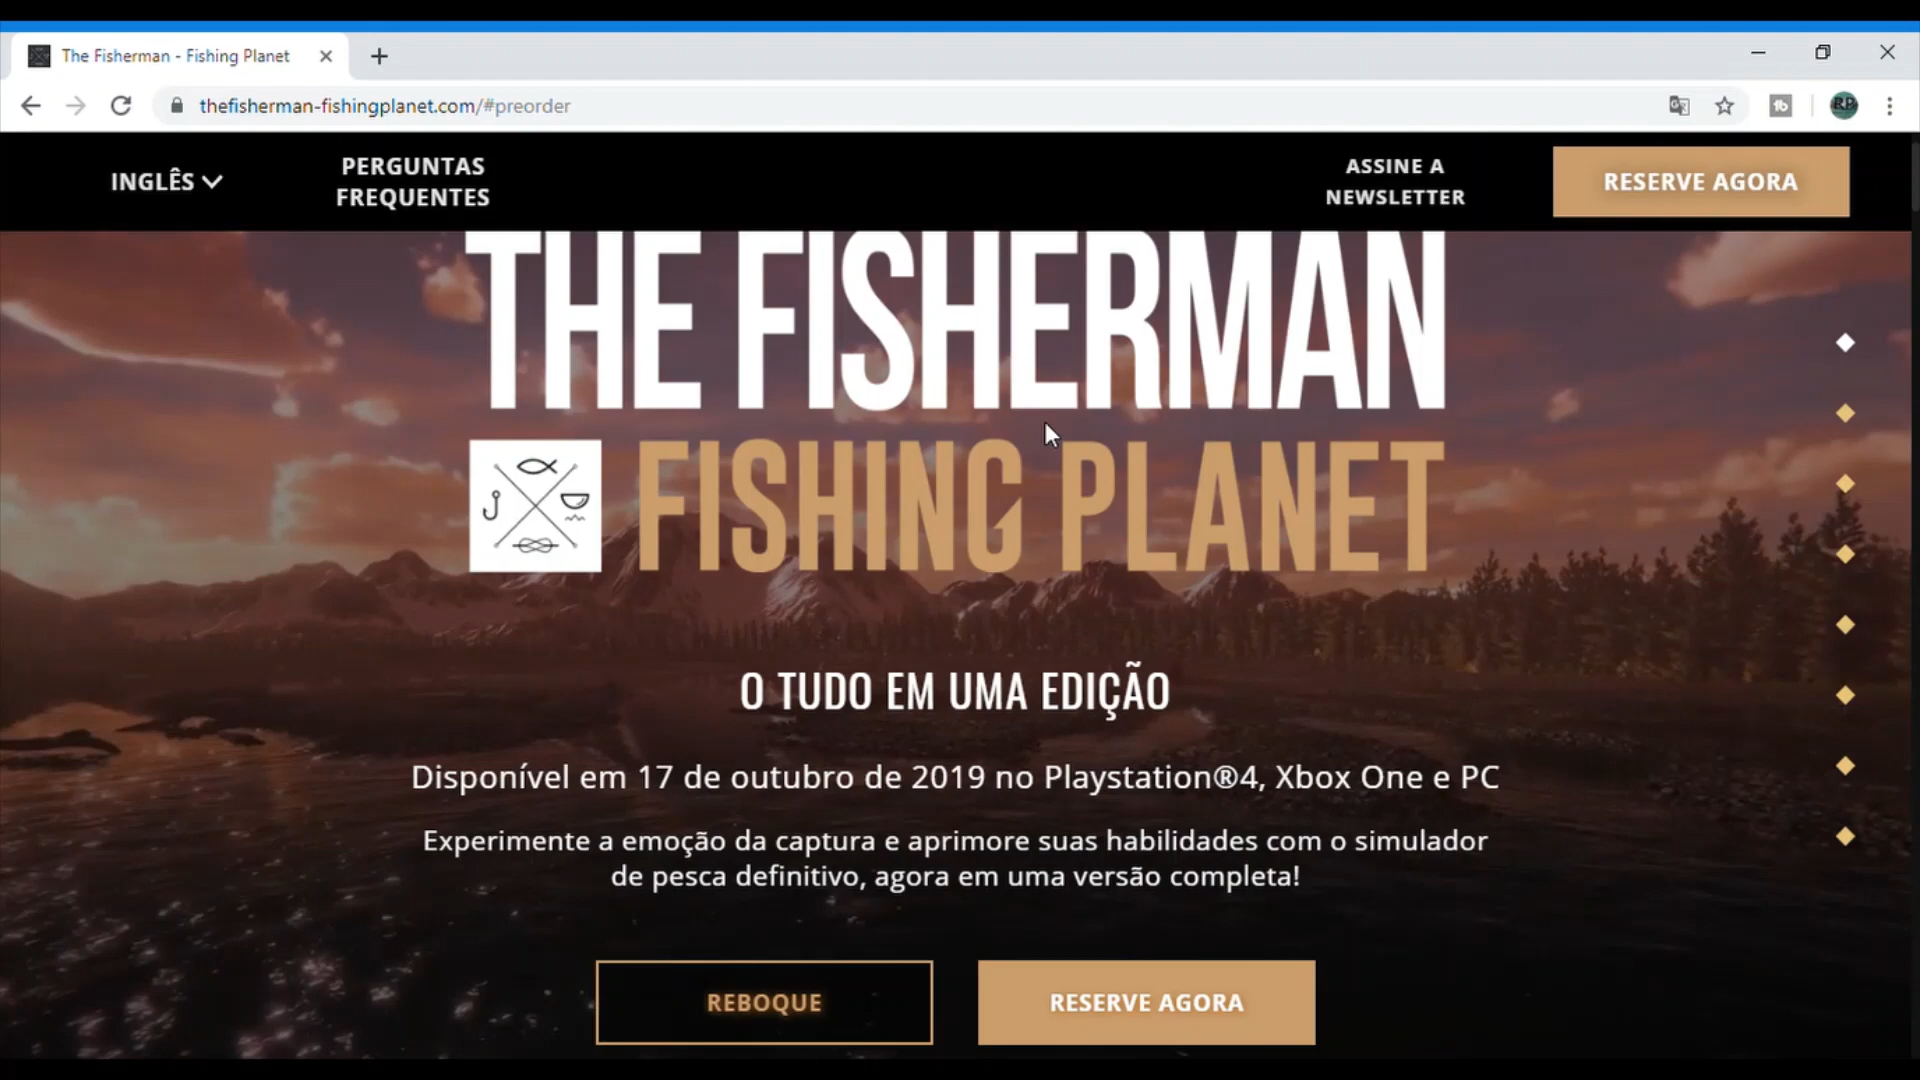 The Fisherman - Fishing Planet
thefisherman-fishingplanet.com/#preorder
RP
INGLÊS
PERGUNTAS
FREQUENTES
ASSINE A
NEWSLETTER
RESERVE AGORA
THE FISHERMAN
FISHING PLANET
O TUDO EM UMA EDIÇÃO
Disponível em 17 de outubro de 2019 no Playstation®4, Xbox One e PC
Experimente a emoção da captura e aprimore suas habilidades com o simulador
de pesca definitivo, agora em uma versão completa!
REBOQUE
RESERVE AGORA